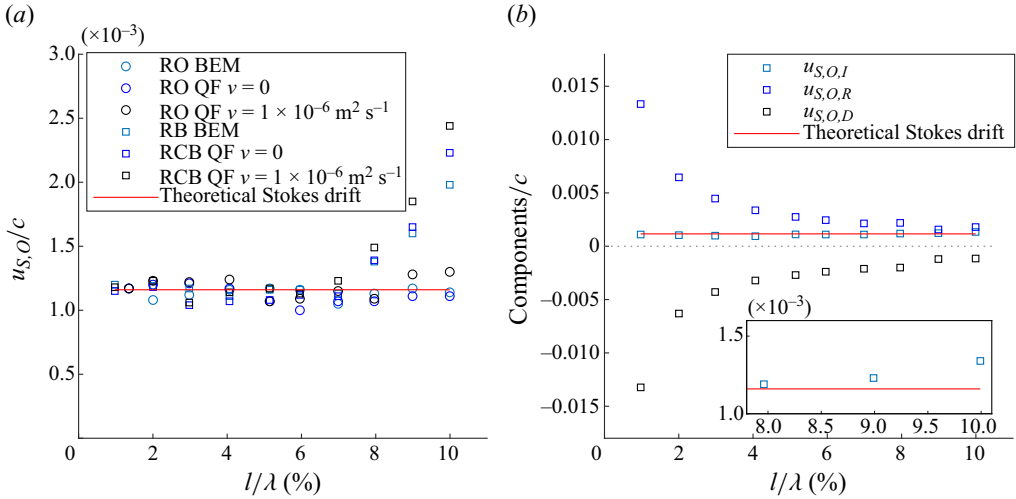 (a)
(×10–3)
3.0
2.5
2.0
1.5
1.0
0.5
0
2
4
6
8
10
uS,O/c
l/λ (%)
RO BEM
RO QF v = 0
RO QF v = 1 × 10–6 m2 s–1
RB BEM
RCB QF v = 0
RCB QF v = 1 × 10–6 m2 s–1
Theoretical Stokes drift
(b)
0.015
0.010
0.005
0
–0.005
–0.010
–0.015
0
2
4
6
8
10
Components/c
l/λ (%)
uS,O,I
uS,O,R
uS,O,D
Theoretical Stokes drift
(×10–3)
1.5
1.0
8.0
8.5
9.0
9.5
10.0